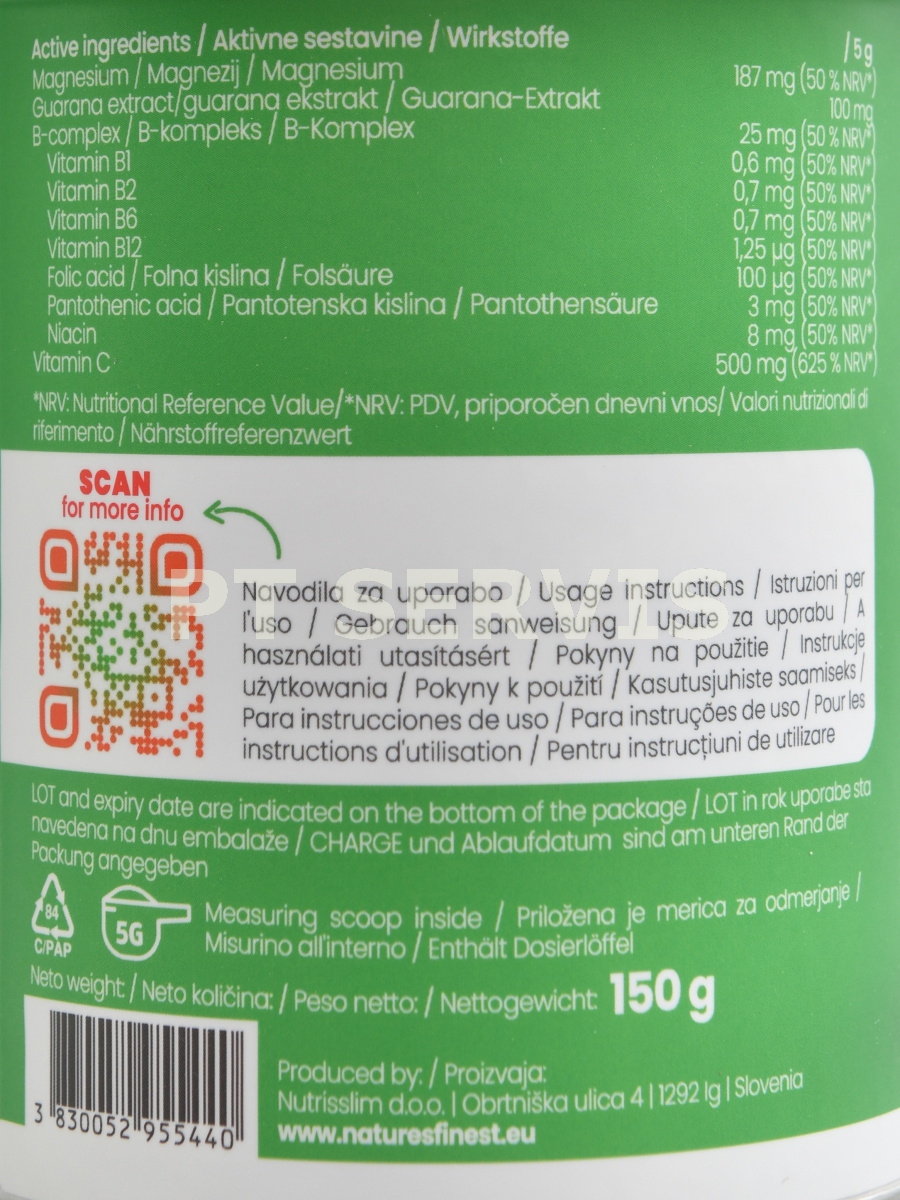 Active ingredients / Aktivne sestavine / Wirkstoffe /5g
Magnesium / Magnezij / Magnesium 187 mg (50 % NRV*)
Guarana extract/guarana ekstrakt / Guarana-Extrakt 100 mg
B-complex / B-kompleks / B-Komplex 25 mg (50 % NRV*)
Vitamin B1 0,6 mg (50% NRV*)
Vitamin B2 0,7 mg (50% NRV*)
Vitamin B6 0,7 mg (50% NRV*)
Vitamin B12 1,25 µg (50% NRV*)
Folic acid / Folna kislina / Folsäure 100 µg (50% NRV*)
Pantothenic acid / Pantotenska kislina / Pantothensäure 3 mg (50% NRV*)
Niacin 8 mg (50% NRV*)
Vitamin C 500 mg (625 % NRV*)
*NRV: Nutritional Reference Value/*NRV: PDV, priporočen dnevni vnos/ Valori nutrizionali di
riferimento / Nährstoffreferenzwert
SCAN
for more info
PT SERVIS
Navodila za uporabo / Usage instructions / Istruzioni per
l'uso / Gebrauch sanweisung / Upute za uporabu / A
használati utasításért / Pokyny na použitie / Instrukcje
użytkowania / Pokyny k použití / Kasutusjuhiste saamiseks /
Para instrucciones de uso / Para instruções de uso / Pour les
instructions d'utilisation / Pentru instrucțiuni de utilizare
LOT and expiry date are indicated on the bottom of the package / LOT in rok uporabe sta
navedena na dnu embalaže / CHARGE und Ablaufdatum sind am unteren Rand der
Packung angegeben
84
C/PAP
5G
Measuring scoop inside / Priložena je merica za odmerjanje /
Misurino all'interno / Enthält Dosierlöffel
Neto weight: / Neto količina: / Peso netto: / Nettogewicht: 150 g
3 830052 955440
Produced by: / Proizvaja:
Nutrisslim d.o.o. | Obrtniška ulica 4 | 1292 Ig | Slovenia
www.naturesfinest.eu